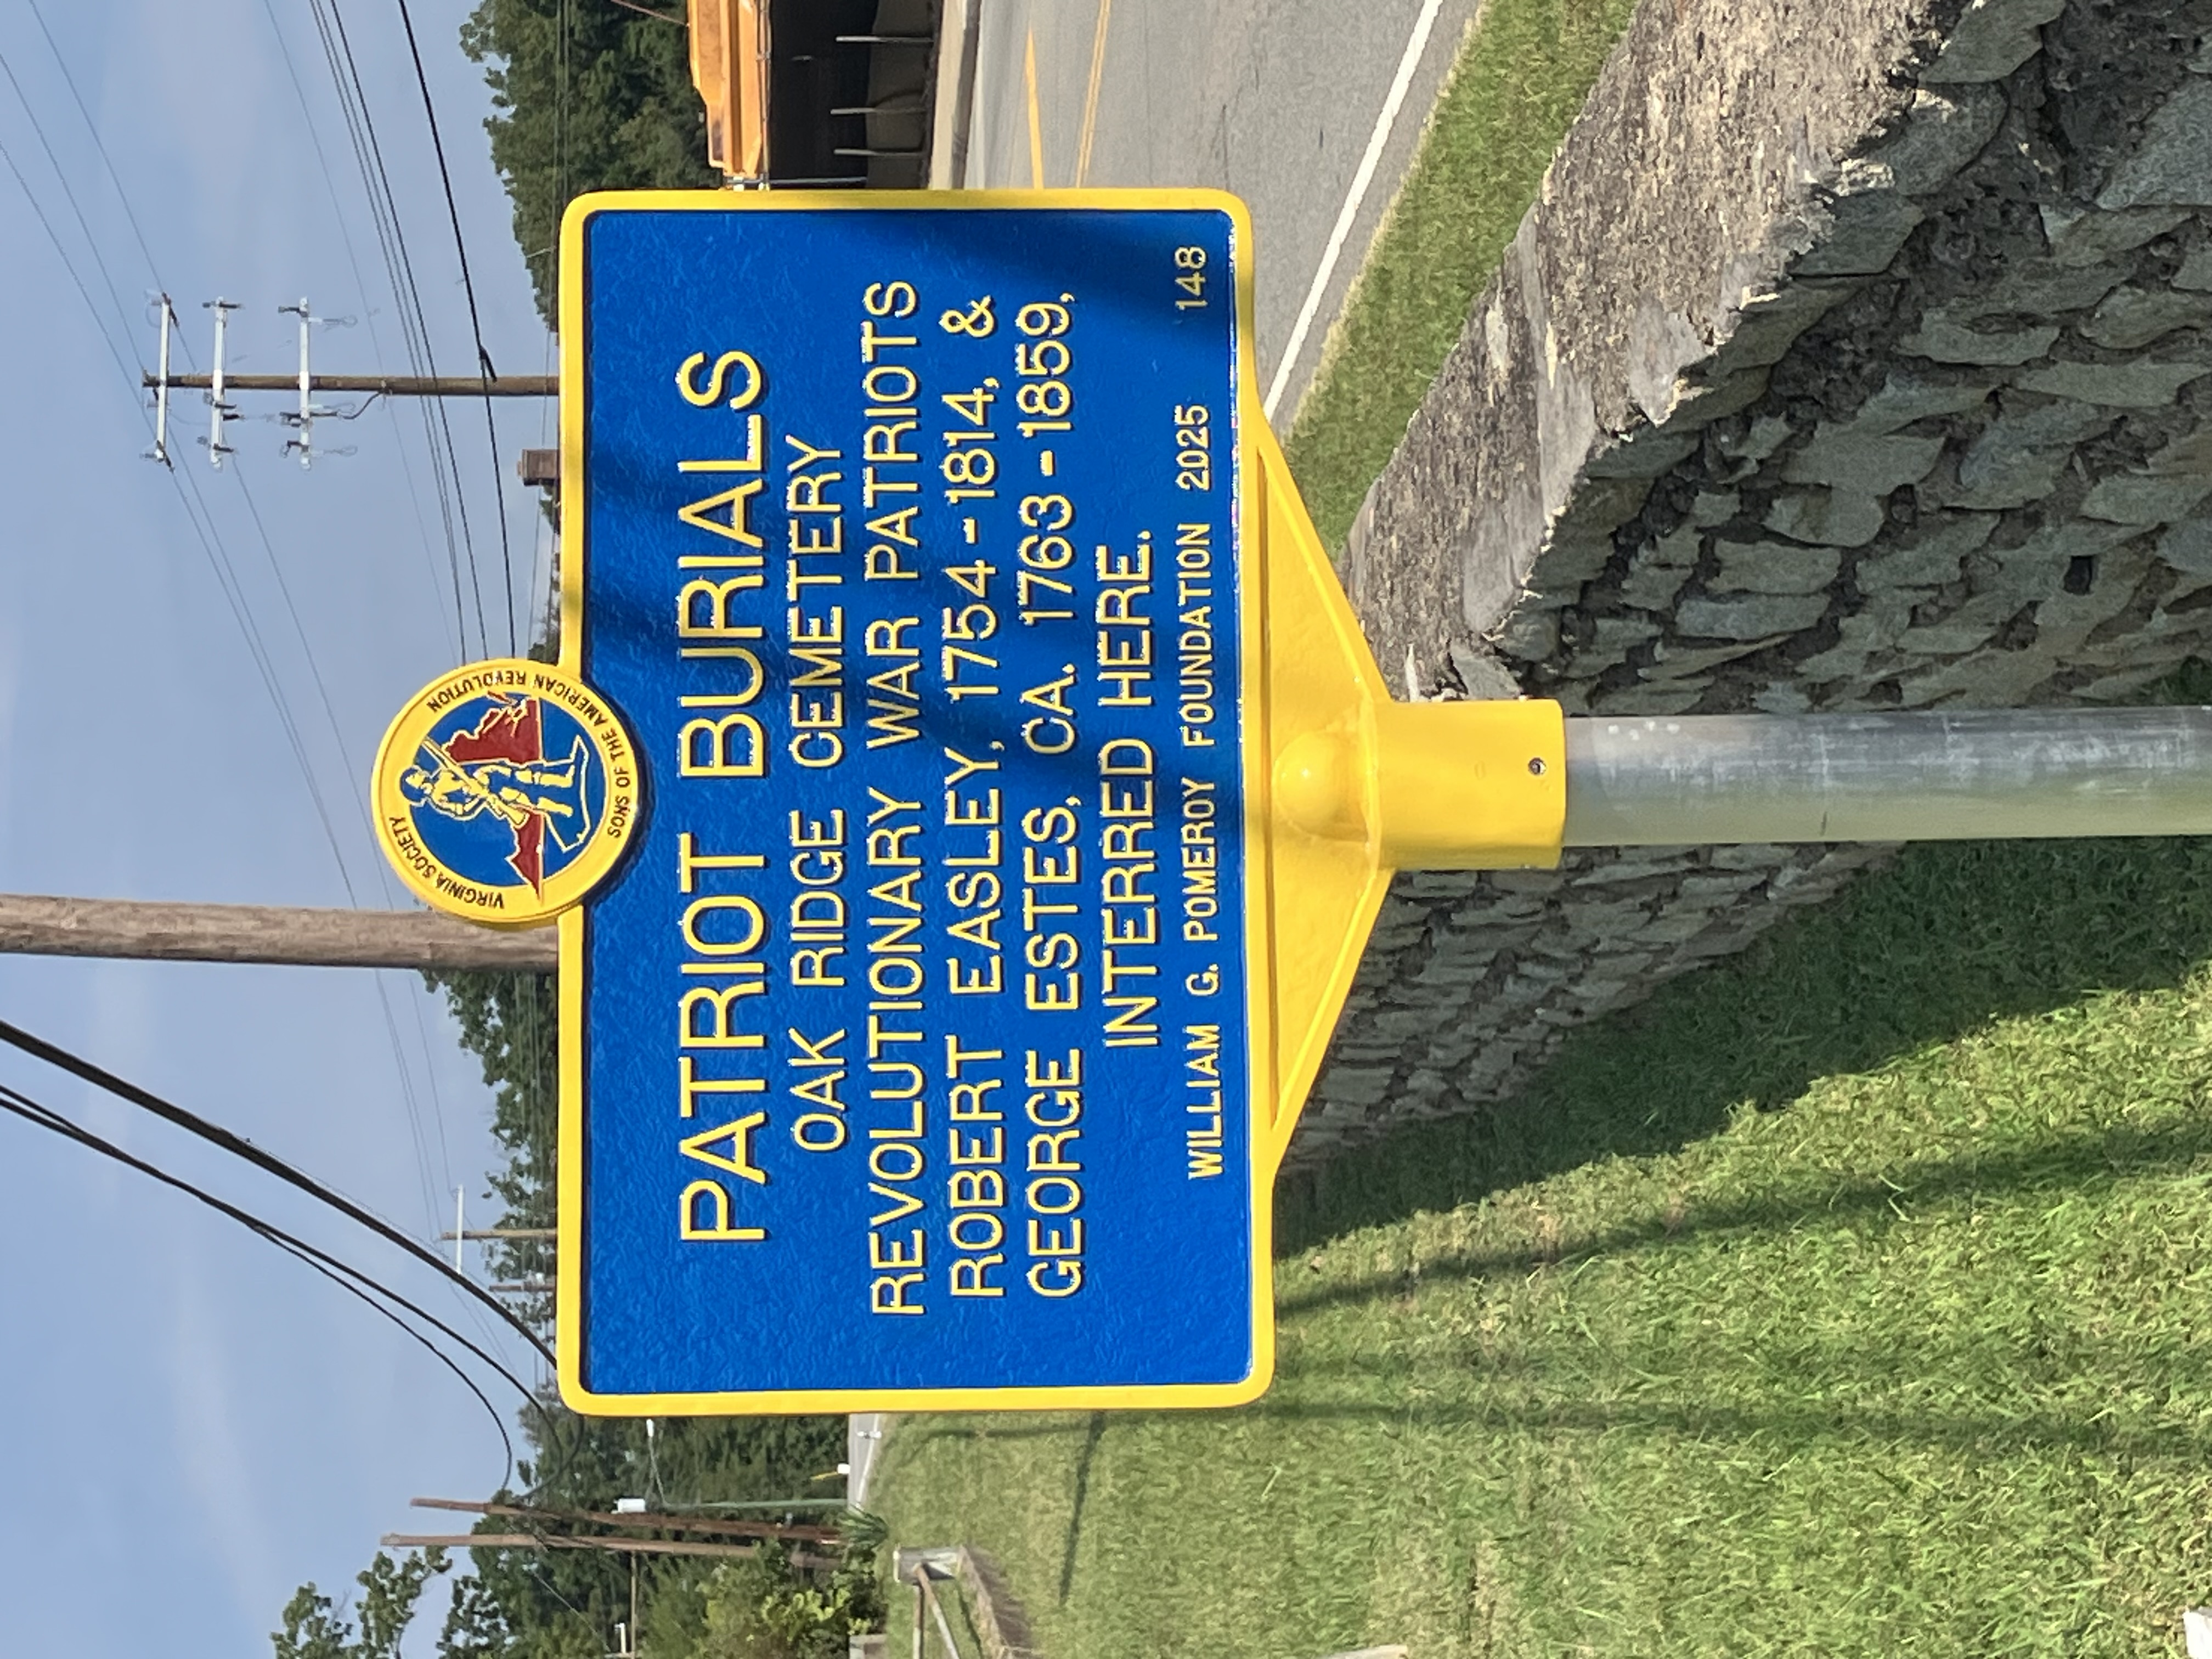 VIRGINIA SOCIETY
SONS OF THE AMERICAN REVOLUTION
PATRIOT BURIALS
OAK RIDGE CEMETERY
REVOLUTIONARY WAR PATRIOTS
ROBERT EASLEY, 1754-1814, &
GEORGE ESTES, CA. 1763-1859,
INTERRED HERE.
WILLIAM G. POMEROY FOUNDATION 2025 148